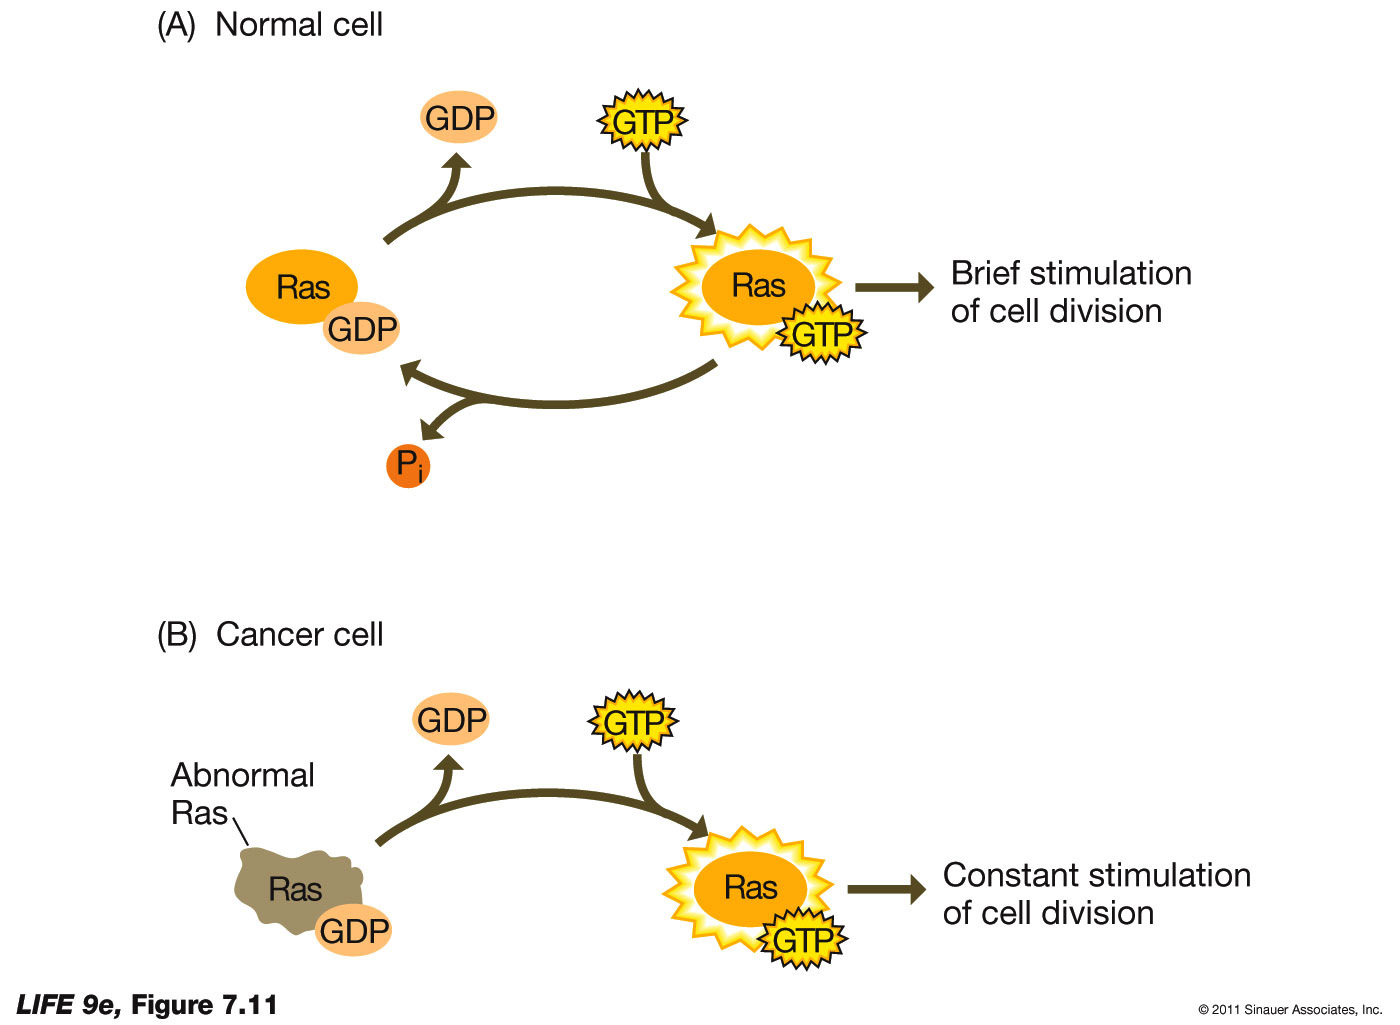 (A) Normal cell
GDP
GTP
Ras
GDP
Ras
GTP
Brief stimulation
of cell division
Pi
(B) Cancer cell
GDP
GTP
Abnormal
Ras
Ras
GDP
Ras
GTP
Constant stimulation
of cell division
LIFE 9e, Figure 7.11
© 2011 Sinauer Associates, Inc.